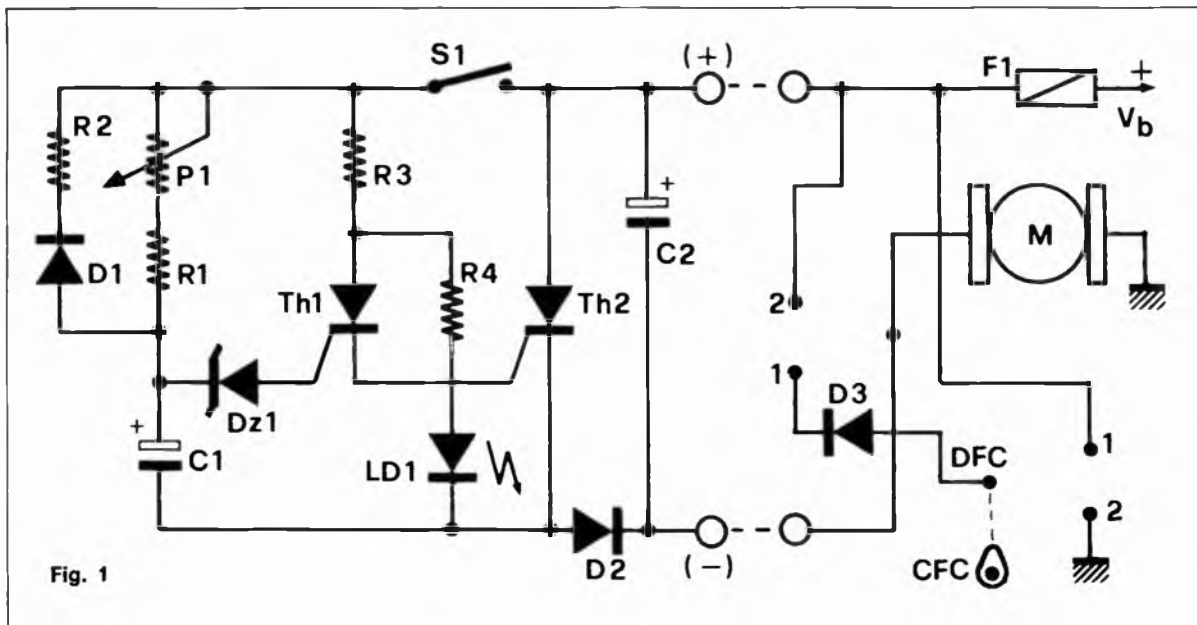 S1
(+)
F1
+
Vb
R2
P1
R3
+
C2
M
D1
R1
Th1
R4
Th2
2
1
D3
DFC
1
2
Dz1
+
C1
LD1
D2
(-)
CFC
Fig. 1